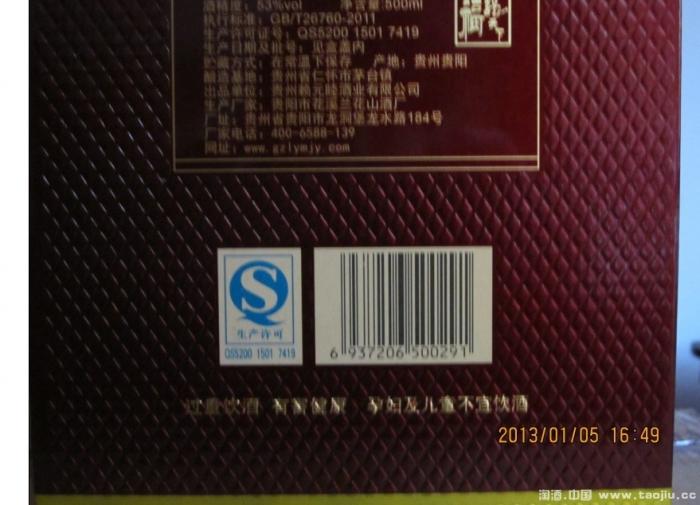 酒精度：53%vol 净含量:500ml
执行标准：GB/T26760-2011
生产许可证号：QS5200 1501 7419
生产日期及批号：见盒盖内
贮藏方式：在常温下保存 产地：贵州贵阳
制造基地：贵州省仁怀市茅台镇
出品单位：贵州赖元睦酒业有限公司
生产厂家：贵阳市花溪兰花山酒厂
厂址：贵州省贵阳市龙洞堡龙水路184号
厂家电话：400-6588-139
网址：www.gzlymjy.com
生产许可
QS5200 1501 7419
6 937206 500291
过量饮酒 有害健康 孕妇及儿童不宜饮酒
2013/01/05 16:49
淘酒.中国 www.taojiu.cc